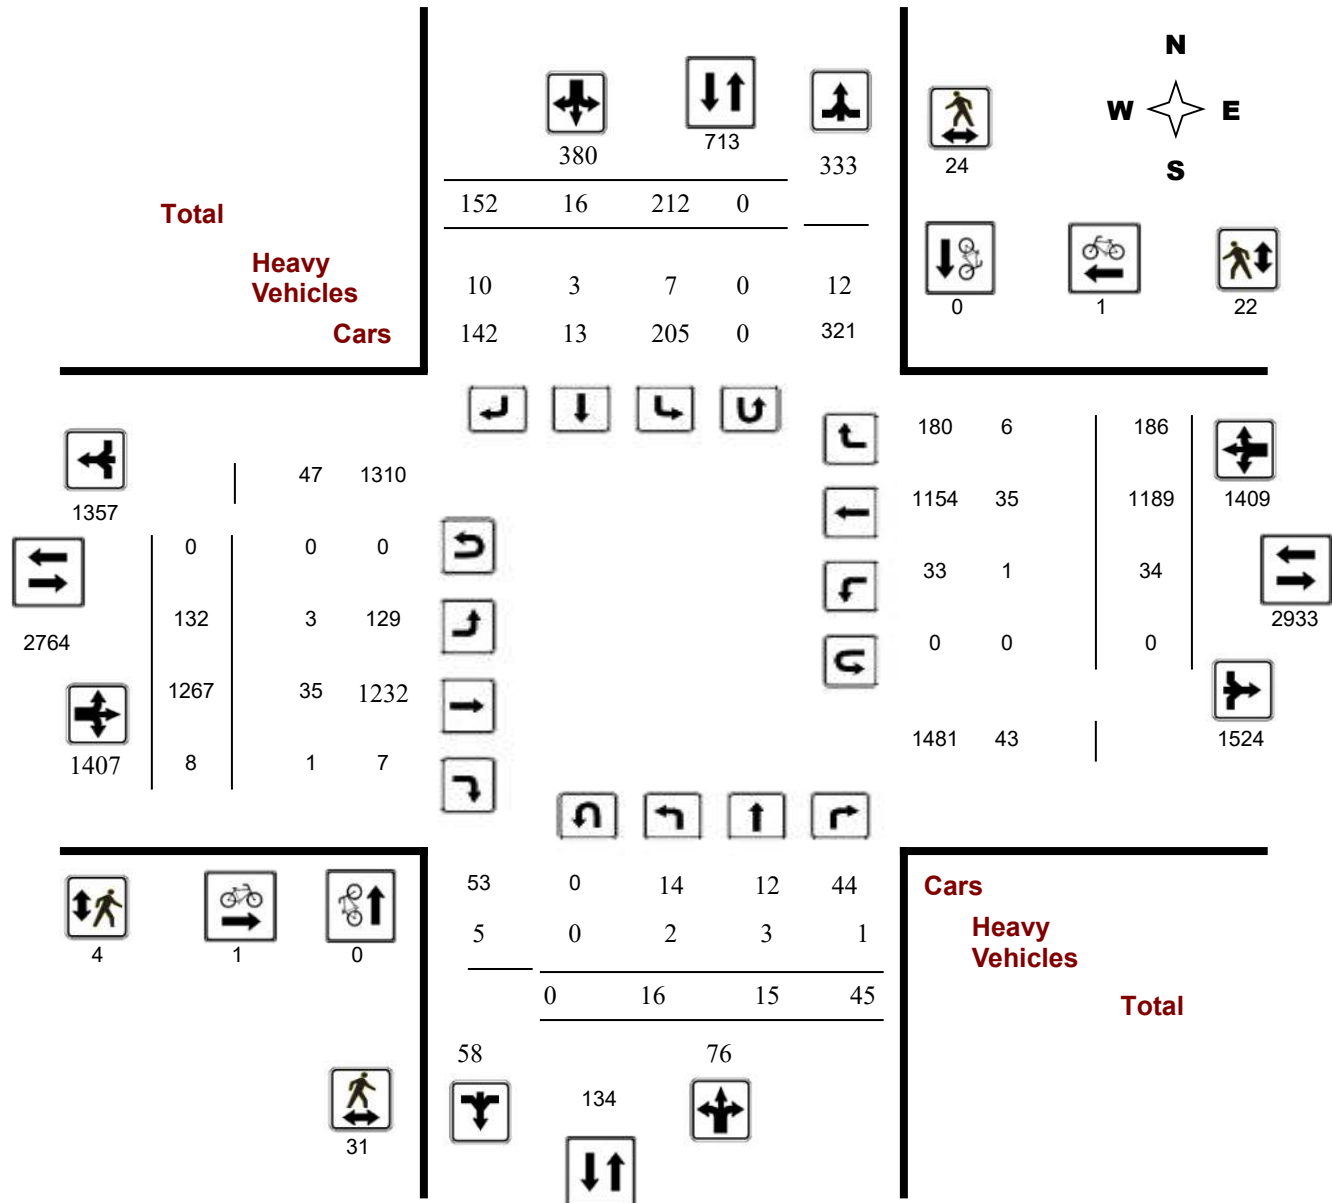 N
W E
S
380 713 333 24
Total 152 16 212 0
Heavy
Vehicles 10 3 7 0 12
Cars 142 13 205 0 321
0 1 22
180 6 186
47 1310
1357
1154 35 1189 1409
0 0 0
33 1 34
132 3 129
2764
2933
0 0 0
1267 35 1232
1481 43 1524
1407 8 1 7
53 0 14 12 44 Cars
5 0 2 3 1 Heavy
Vehicles
4 1 0
0 16 15 45 Total
58 76
134
31